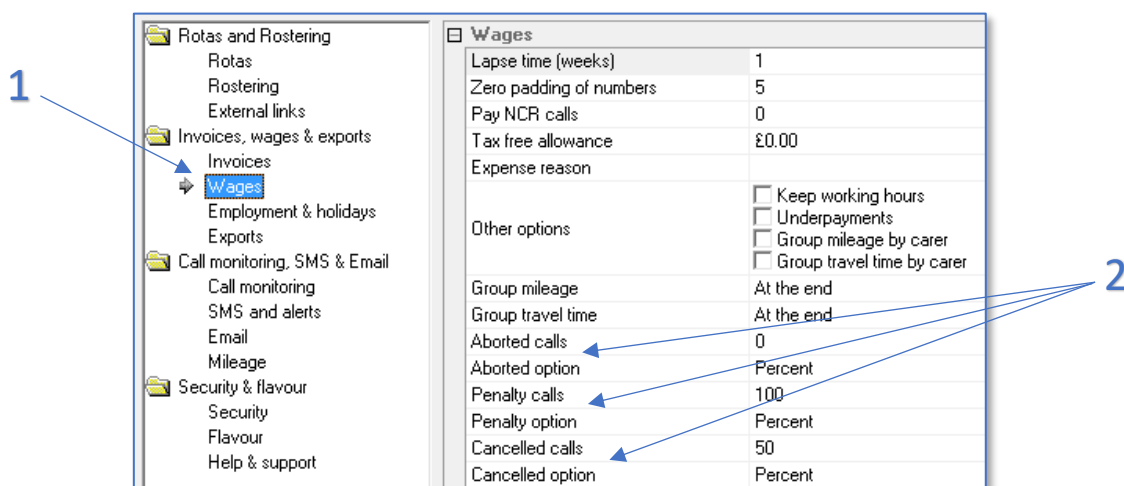 Rotas and Rostering
Rotas
Rostering
External links
Invoices, wages & exports
Invoices
Wages
Employment & holidays
Exports
Call monitoring, SMS & Email
Call monitoring
SMS and alerts
Email
Mileage
Security & flavour
Security
Flavour
Help & support
1
Wages
Lapse time (weeks) 1
Zero padding of numbers 5
Pay NCR calls 0
Tax free allowance £0.00
Expense reason
Other options
Keep working hours
Underpayments
Group mileage by carer
Group travel time by carer
Group mileage At the end
Group travel time At the end
Aborted calls 0
Aborted option Percent
Penalty calls 100
Penalty option Percent
Cancelled calls 50
Cancelled option Percent
2